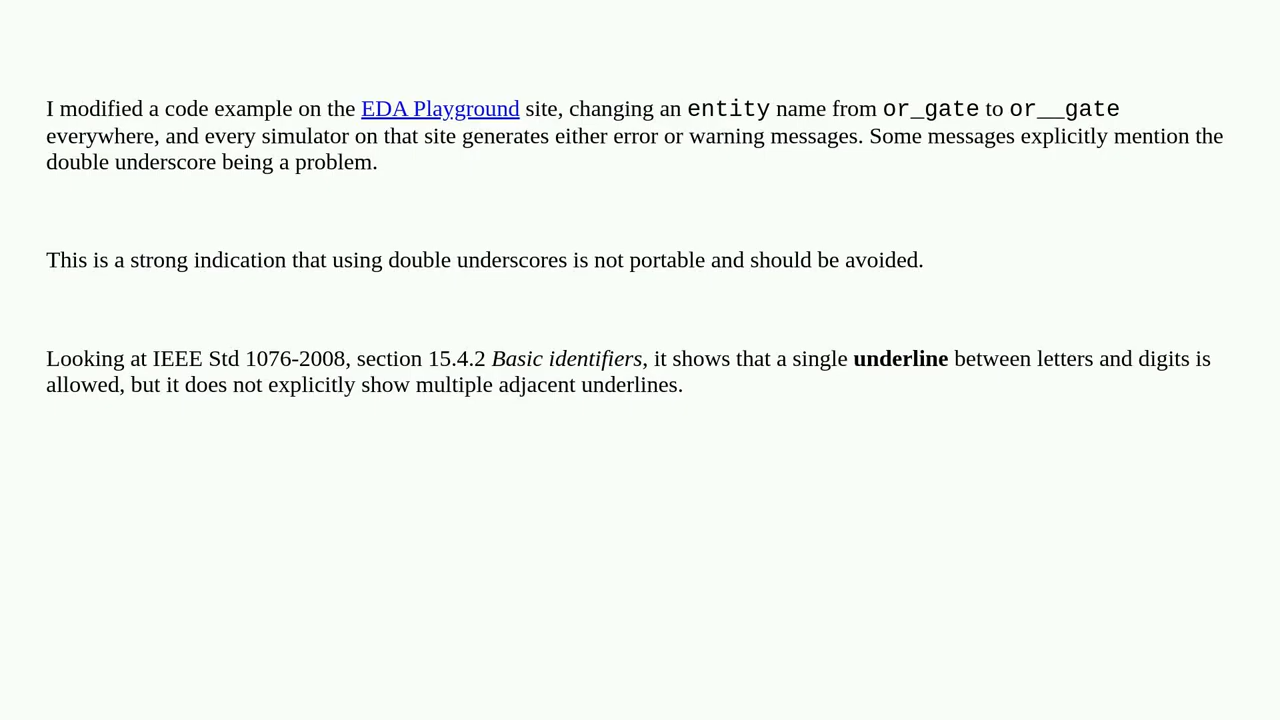 I modified a code example on the EDA Playground site, changing an entity name from or_gate to or__gate
everywhere, and every simulator on that site generates either error or warning messages. Some messages explicitly mention the
double underscore being a problem.
This is a strong indication that using double underscores is not portable and should be avoided.
Looking at IEEE Std 1076-2008, section 15.4.2 Basic identifiers, it shows that a single underline between letters and digits is
allowed, but it does not explicitly show multiple adjacent underlines.